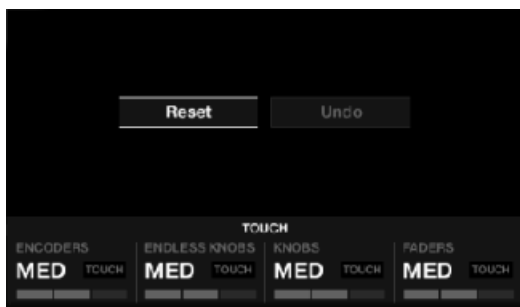 Reset Undo
TOUCH
ENCODERS ENDLESS KNOBS KNOBS FADERS
MED TOUCH MED TOUCH MED TOUCH MED TOUCH